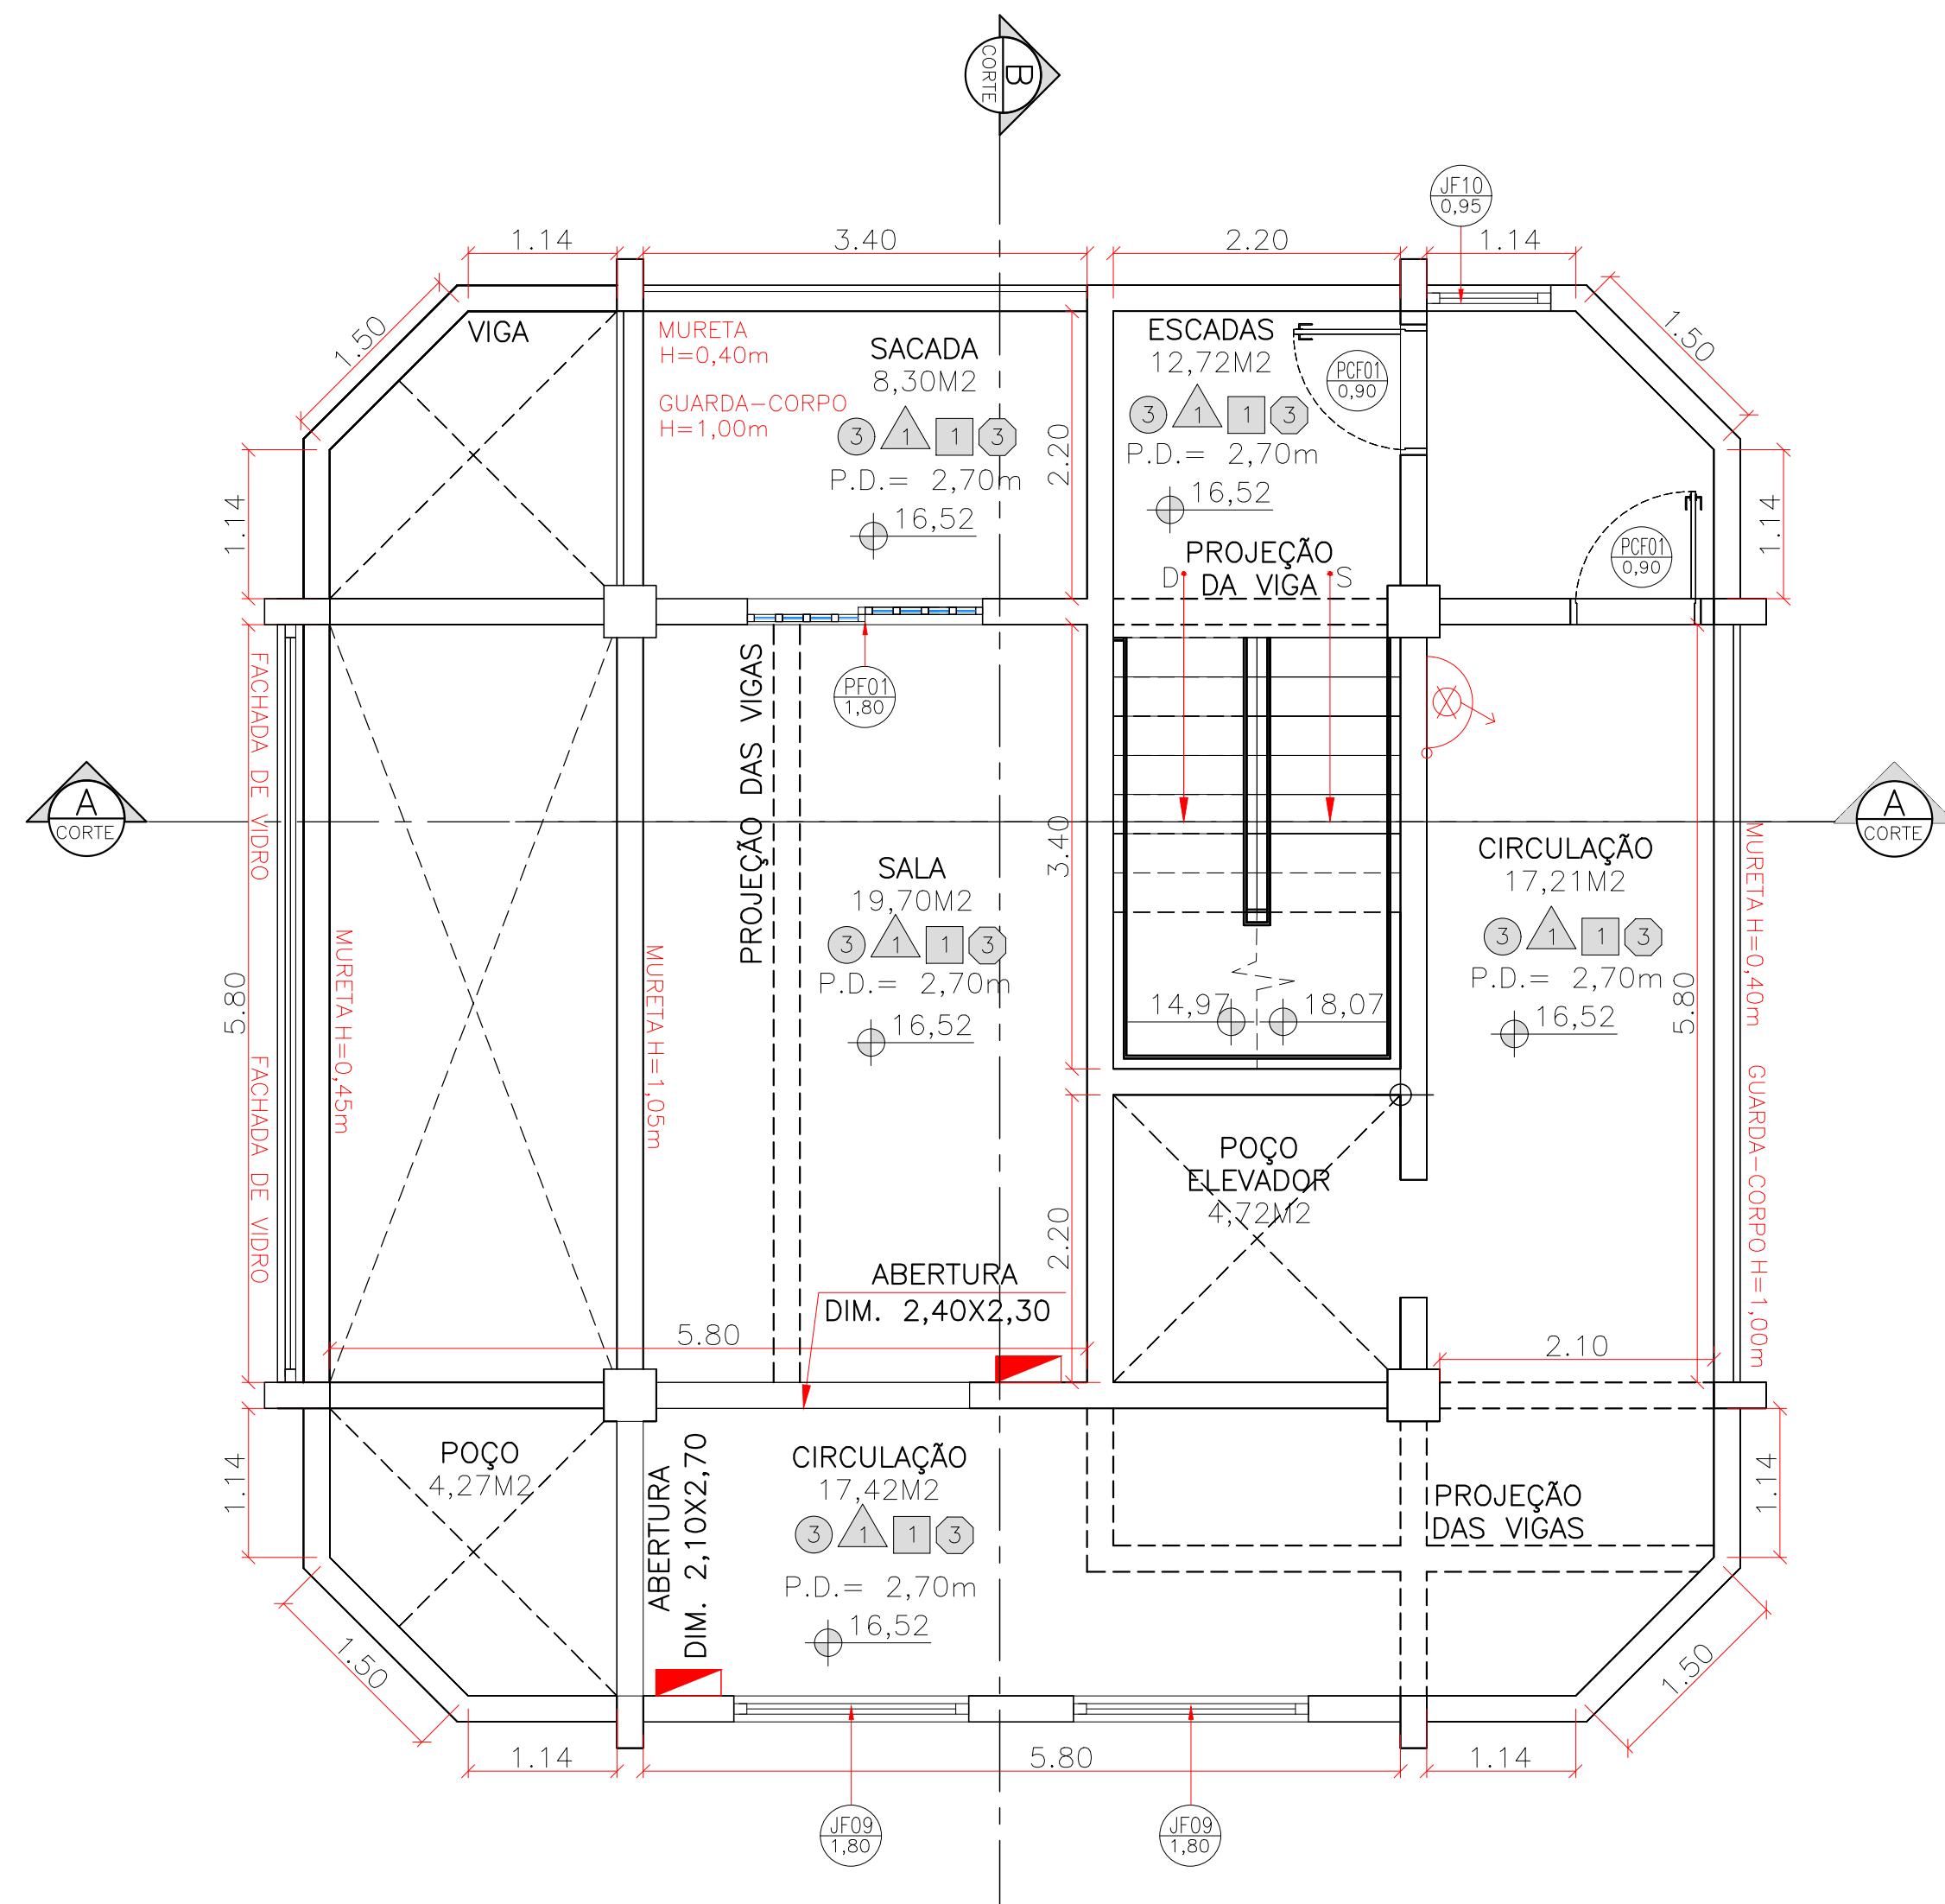 B
CORTE
JF10
0,95
1.14
3.40
2.20
1.14
1.50
VIGA
MURETA
H=0,40m
GUARDA-CORPO
H=1,00m
SACADA
8,30M2
3 1 1 3
P.D.= 2,70m
16,52
2.20
ESCADAS
12,72M2
3 1 1 3
P.D.= 2,70m
16,52
PCF01
0,90
1.50
1.14
1.14
PCF01
0,90
PROJEÇÃO
DA VIGA
D
S
PF01
1,80
FACHADA DE VIDRO
PROJEÇÃO DAS VIGAS
A
CORTE
A
CORTE
3.40
SALA
19,70M2
3 1 1 3
P.D.= 2,70m
16,52
CIRCULAÇÃO
17,21M2
3 1 1 3
P.D.= 2,70m
16,52
MURETA H=0,40m
5.80
MURETA H=0,45m
MURETA H=1,05m
14,97
18,07
5.80
FACHADA DE VIDRO
GUARDA-CORPO H=1,00m
POÇO
ELEVADOR
4,72M2
2.20
ABERTURA
DIM. 2,40X2,30
5.80
2.10
1.14
POÇO
4,27M2
ABERTURA
DIM. 2,10X2,70
CIRCULAÇÃO
17,42M2
3 1 1 3
P.D.= 2,70m
16,52
PROJEÇÃO
DAS VIGAS
1.14
1.50
1.50
1.14
5.80
1.14
JF09
1,80
JF09
1,80